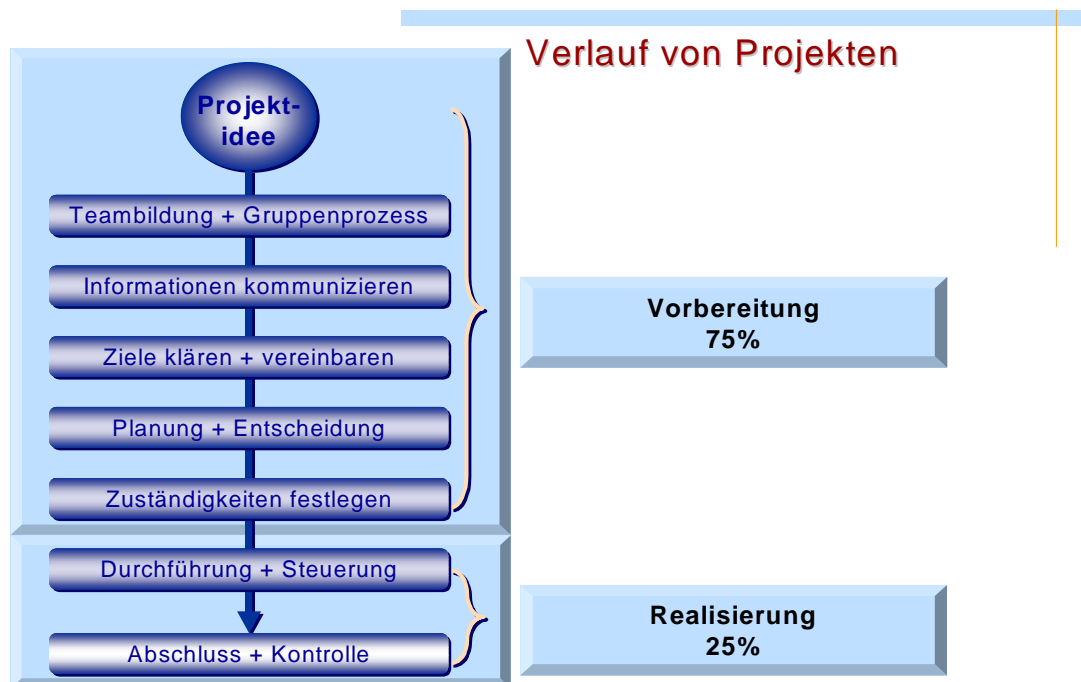 Verlauf von Projekten
Projekt-
idee
Teambildung + Gruppenprozess
Informationen kommunizieren
Ziele klären + vereinbaren
Planung + Entscheidung
Zuständigkeiten festlegen
Vorbereitung
75%
Durchführung + Steuerung
Abschluss + Kontrolle
Realisierung
25%